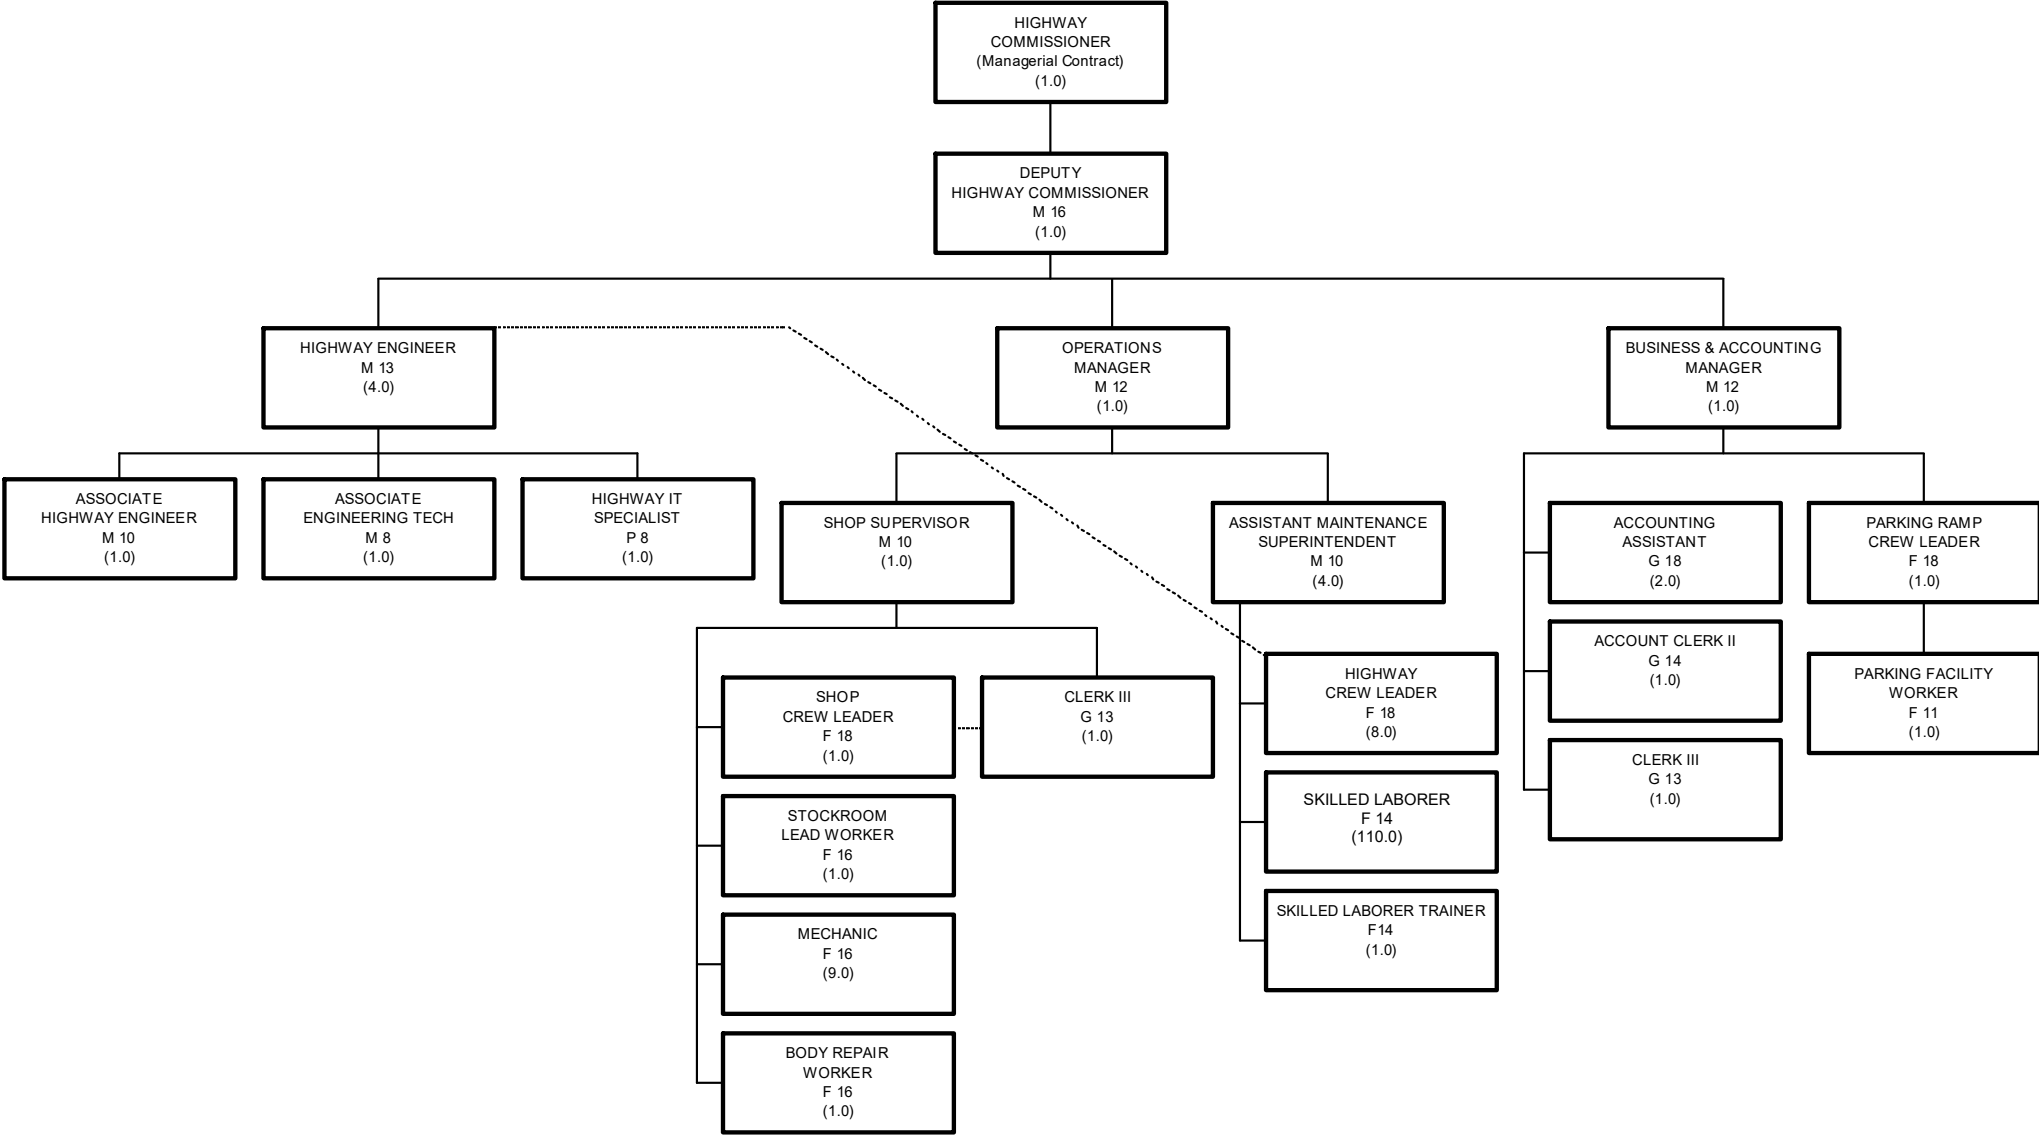 HIGHWAY
COMMISSIONER
(Managerial Contract)
(1.0)
DEPUTY
HIGHWAY COMMISSIONER
M 16
(1.0)
HIGHWAY ENGINEER
M 13
(4.0)
OPERATIONS
MANAGER
M 12
(1.0)
BUSINESS & ACCOUNTING
MANAGER
M 12
(1.0)
ASSOCIATE
HIGHWAY ENGINEER
M 10
(1.0)
ASSOCIATE
ENGINEERING TECH
M 8
(1.0)
HIGHWAY IT
SPECIALIST
P 8
(1.0)
SHOP SUPERVISOR
M 10
(1.0)
ASSISTANT MAINTENANCE
SUPERINTENDENT
M 10
(4.0)
ACCOUNTING
ASSISTANT
G 18
(2.0)
PARKING RAMP
CREW LEADER
F 18
(1.0)
SHOP
CREW LEADER
F 18
(1.0)
CLERK III
G 13
(1.0)
HIGHWAY
CREW LEADER
F 18
(8.0)
ACCOUNT CLERK II
G 14
(1.0)
PARKING FACILITY
WORKER
F 11
(1.0)
STOCKROOM
LEAD WORKER
F 16
(1.0)
SKILLED LABORER
F 14
(110.0)
CLERK III
G 13
(1.0)
MECHANIC
F 16
(9.0)
SKILLED LABORER TRAINER
F14
(1.0)
BODY REPAIR
WORKER
F 16
(1.0)